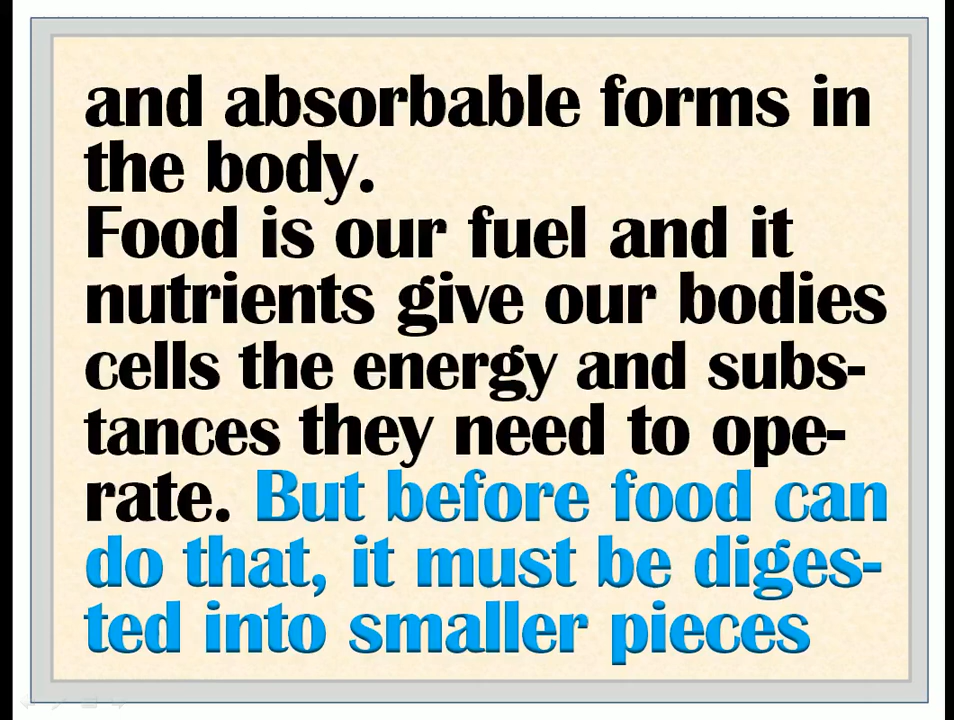 and absorbable forms in
the body.
Food is our fuel and it
nutrients give our bodies
cells the energy and subs-
tances they need to ope-
rate. But before food can
do that, it must be diges-
ted into smaller pieces